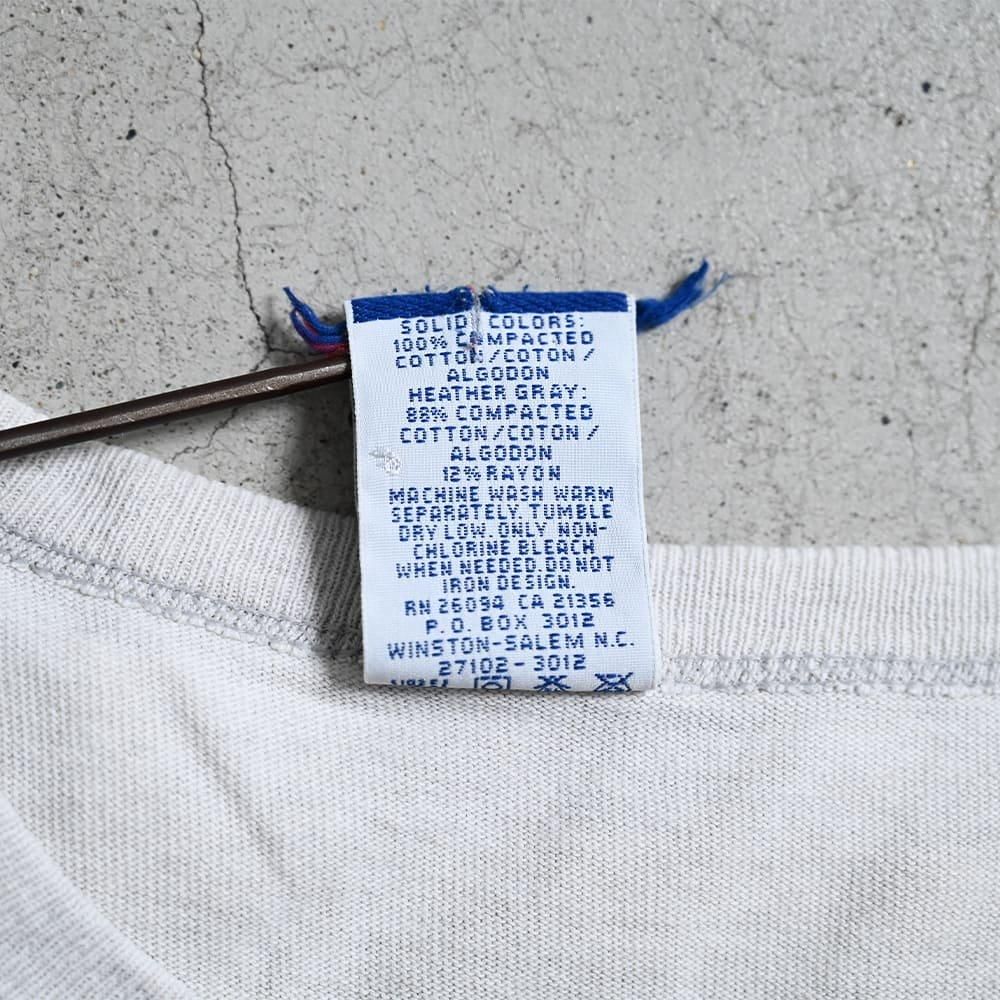 SOLID COLORS:
100% COMPACTED
COTTON/COTON/
ALGODON
HEATHER GRAY:
88% COMPACTED
COTTON/COTON/
ALGODON
12% RAYON
MACHINE WASH WARM
SEPARATELY. TUMBLE
DRY LOW. ONLY NON-
CHLORINE BLEACH
WHEN NEEDED. DO NOT
IRON DESIGN.
RN 26094 CA 21356
P.O. BOX 3012
WINSTON-SALEM N.C.
27102-3012